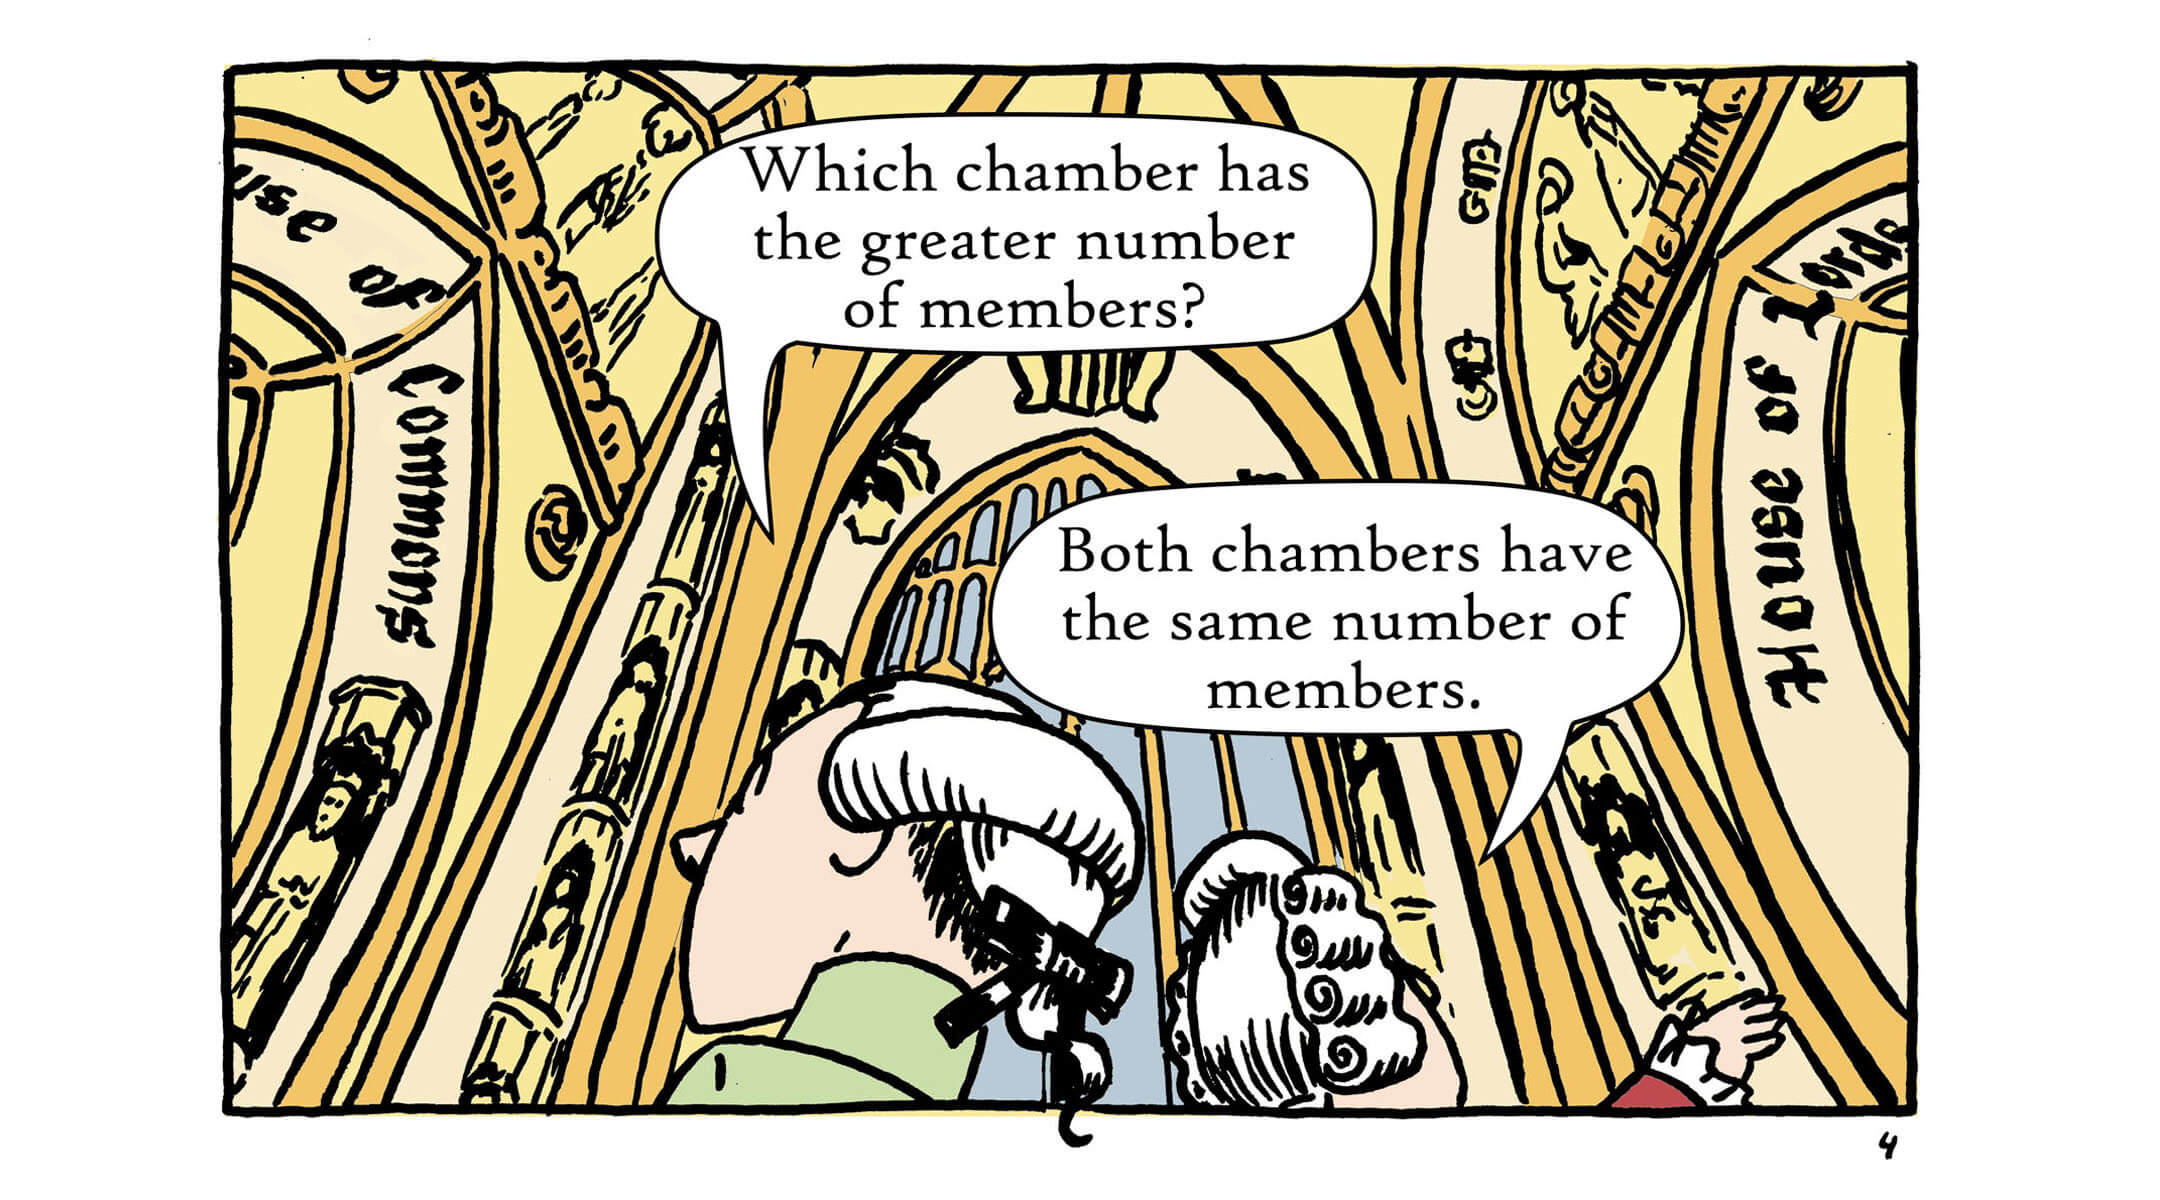 Which chamber has
the greater number
of members?
Both chambers have
the same number of
members.
use of
Commons
House of Lords
4